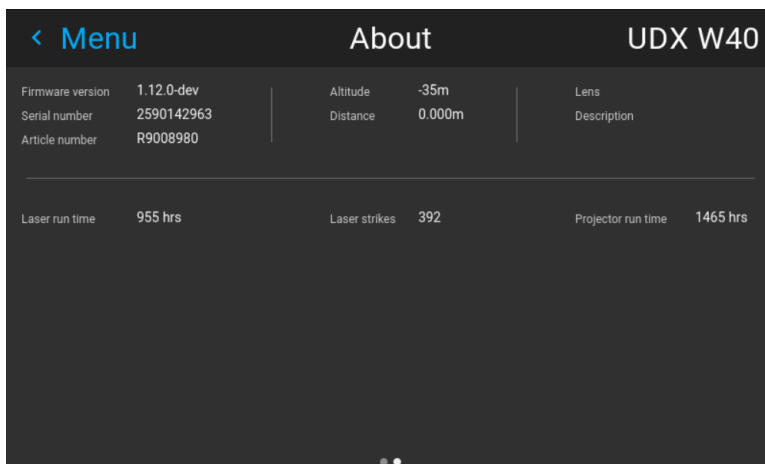 Menu About UDX W40
Firmware version 1.12.0-dev Altitude -35m Lens
Serial number 2590142963 Distance 0.000m Description
Article number R9008980
Laser run time 955 hrs Laser strikes 392 Projector run time 1465 hrs